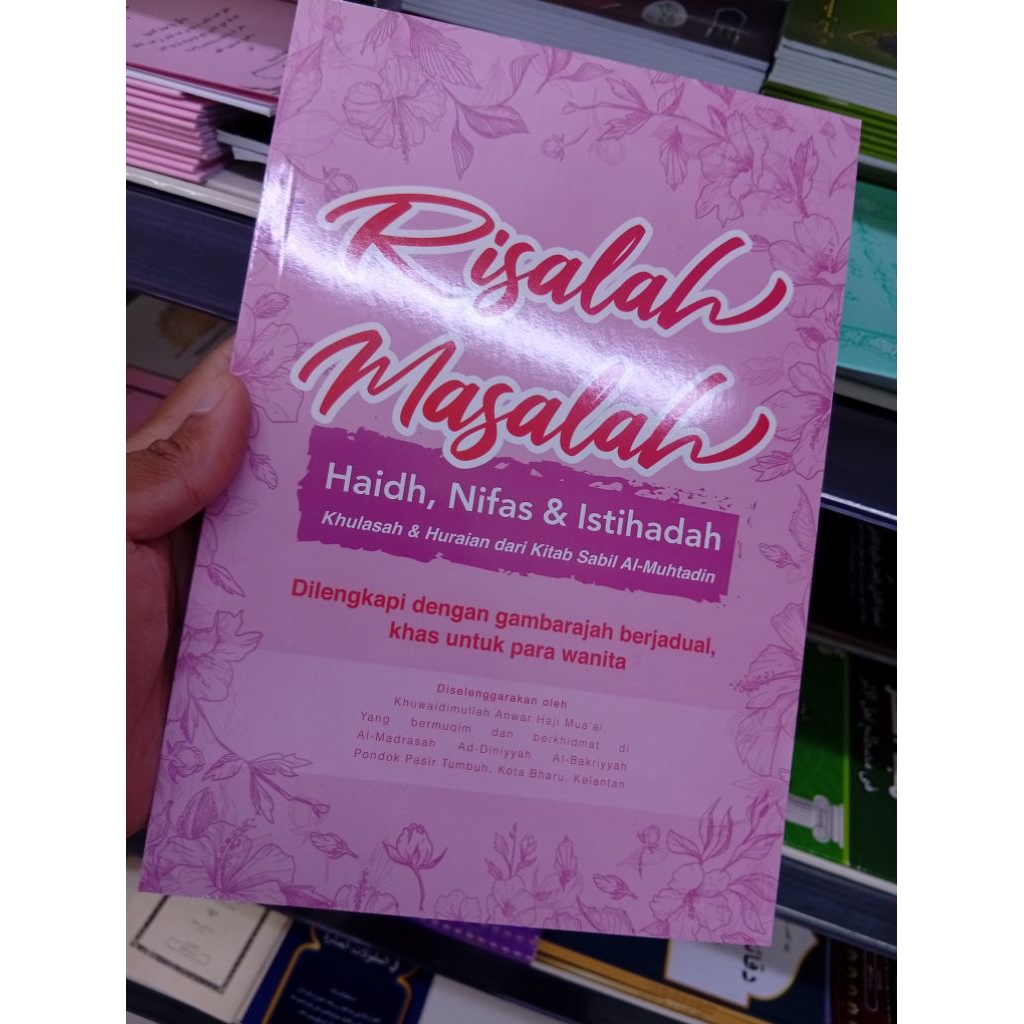 Risalah
Masalah
Haidh, Nifas & Istihadah
Khulasah & Huraian dari Kitab Sabil Al-Muhtadin
Dilengkapi dengan gambarajah berjadual,
khas untuk para wanita
Diselenggarakan oleh
Khuwaidimullah Anwar Haji Mua'ai,
Yang bermuqim dan berkhidmat di
Al-Madrasah Ad-Diniyyah Al-Bakriyyah
Pondok Pasir Tumbuh, Kota Bharu, Kelantan